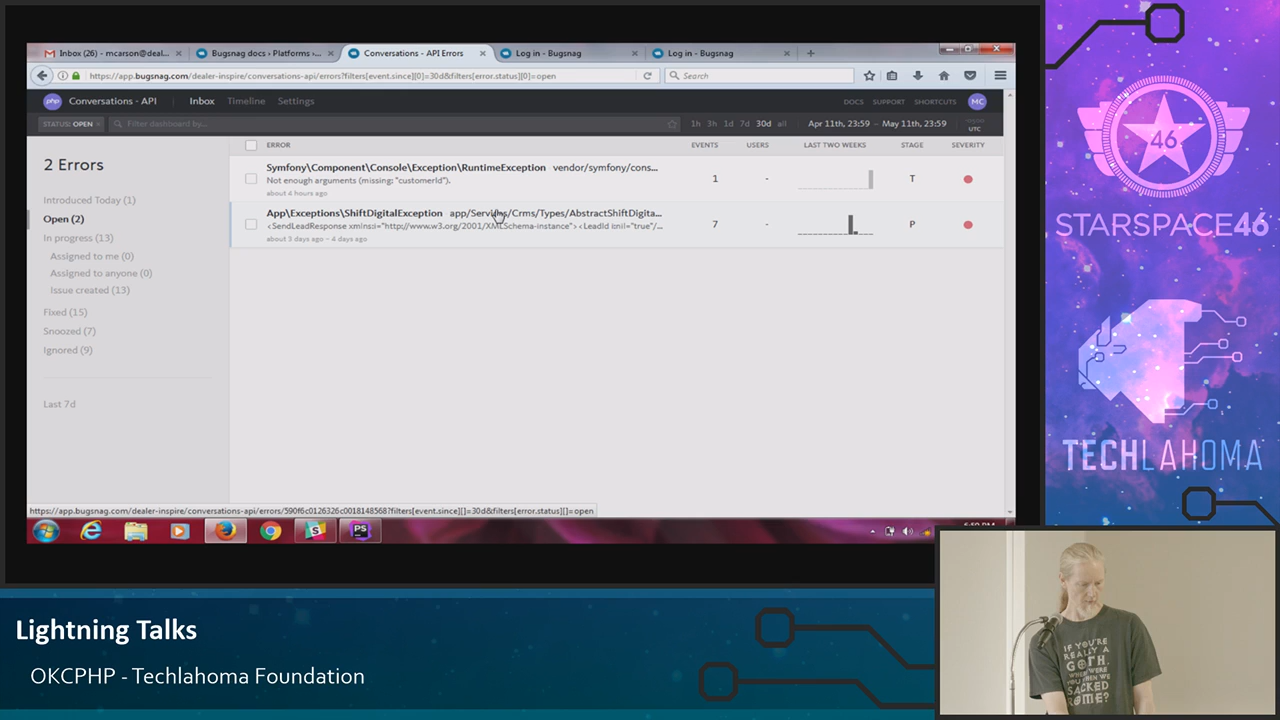 Inbox (26) - mcarson@deal...
Bugsnag docs › Platforms ›...
Conversations - API Errors
Log in - Bugsnag
Log in - Bugsnag
https://app.bugsnag.com/dealer-inspire/conversations-api/errors?filters[event.since][0]=30d&filters[error.status][0]=open
Search
php
Conversations - API
Inbox
Timeline
Settings
DOCS
SUPPORT
SHORTCUTS
MC
STATUS: OPEN
Filter dashboard by...
1h 3h 1d 7d 30d all
Apr 11th, 23:59 – May 11th, 23:59
UTC
2 Errors
ERROR
EVENTS
USERS
LAST TWO WEEKS
STAGE
SEVERITY
Introduced Today (1)
Open (2)
In progress (13)
Assigned to me (0)
Assigned to anyone (0)
Issue created (13)
Fixed (15)
Snoozed (7)
Ignored (9)
Last 7d
Symfony\Component\Console\Exception\RuntimeException vendor/symfony/cons...
Not enough arguments (missing: "customerId").
about 4 hours ago
1
-
T
App\Exceptions\ShiftDigitalException app/Services/Crms/Types/AbstractShiftDigita...
<SendLeadResponse xmlns:i="http://www.w3.org/2001/XMLSchema-instance"> <LeadId i:nil="true"/...
about 3 days ago – 4 days ago
7
-
P
https://app.bugsnag.com/dealer-inspire/conversations-api/errors/590f6c0126326c0018148568?filters[event.since][]=30d&filters[error.status][]=open
PS
46
STARSPACE46
TECHLAHOMA
IF YOU'RE
REALLY A
GOTH,
WHERE WERE
YOU WHEN WE
SACKED
ROME?
Lightning Talks
OKCPHP - Techlahoma Foundation